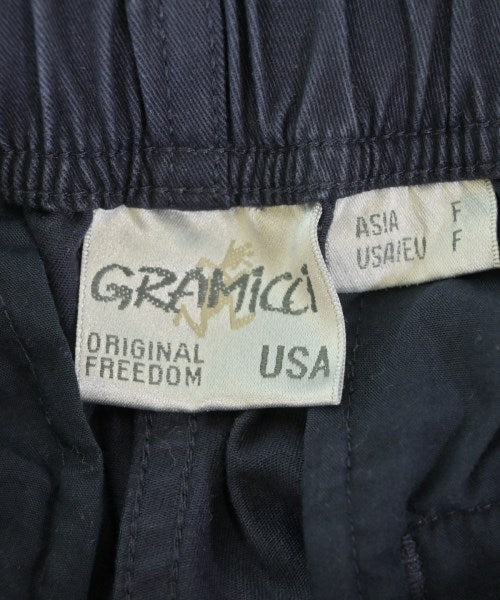 GRAMiCCi
ORIGINAL
FREEDOM
USA
ASIA F
USA/EU F